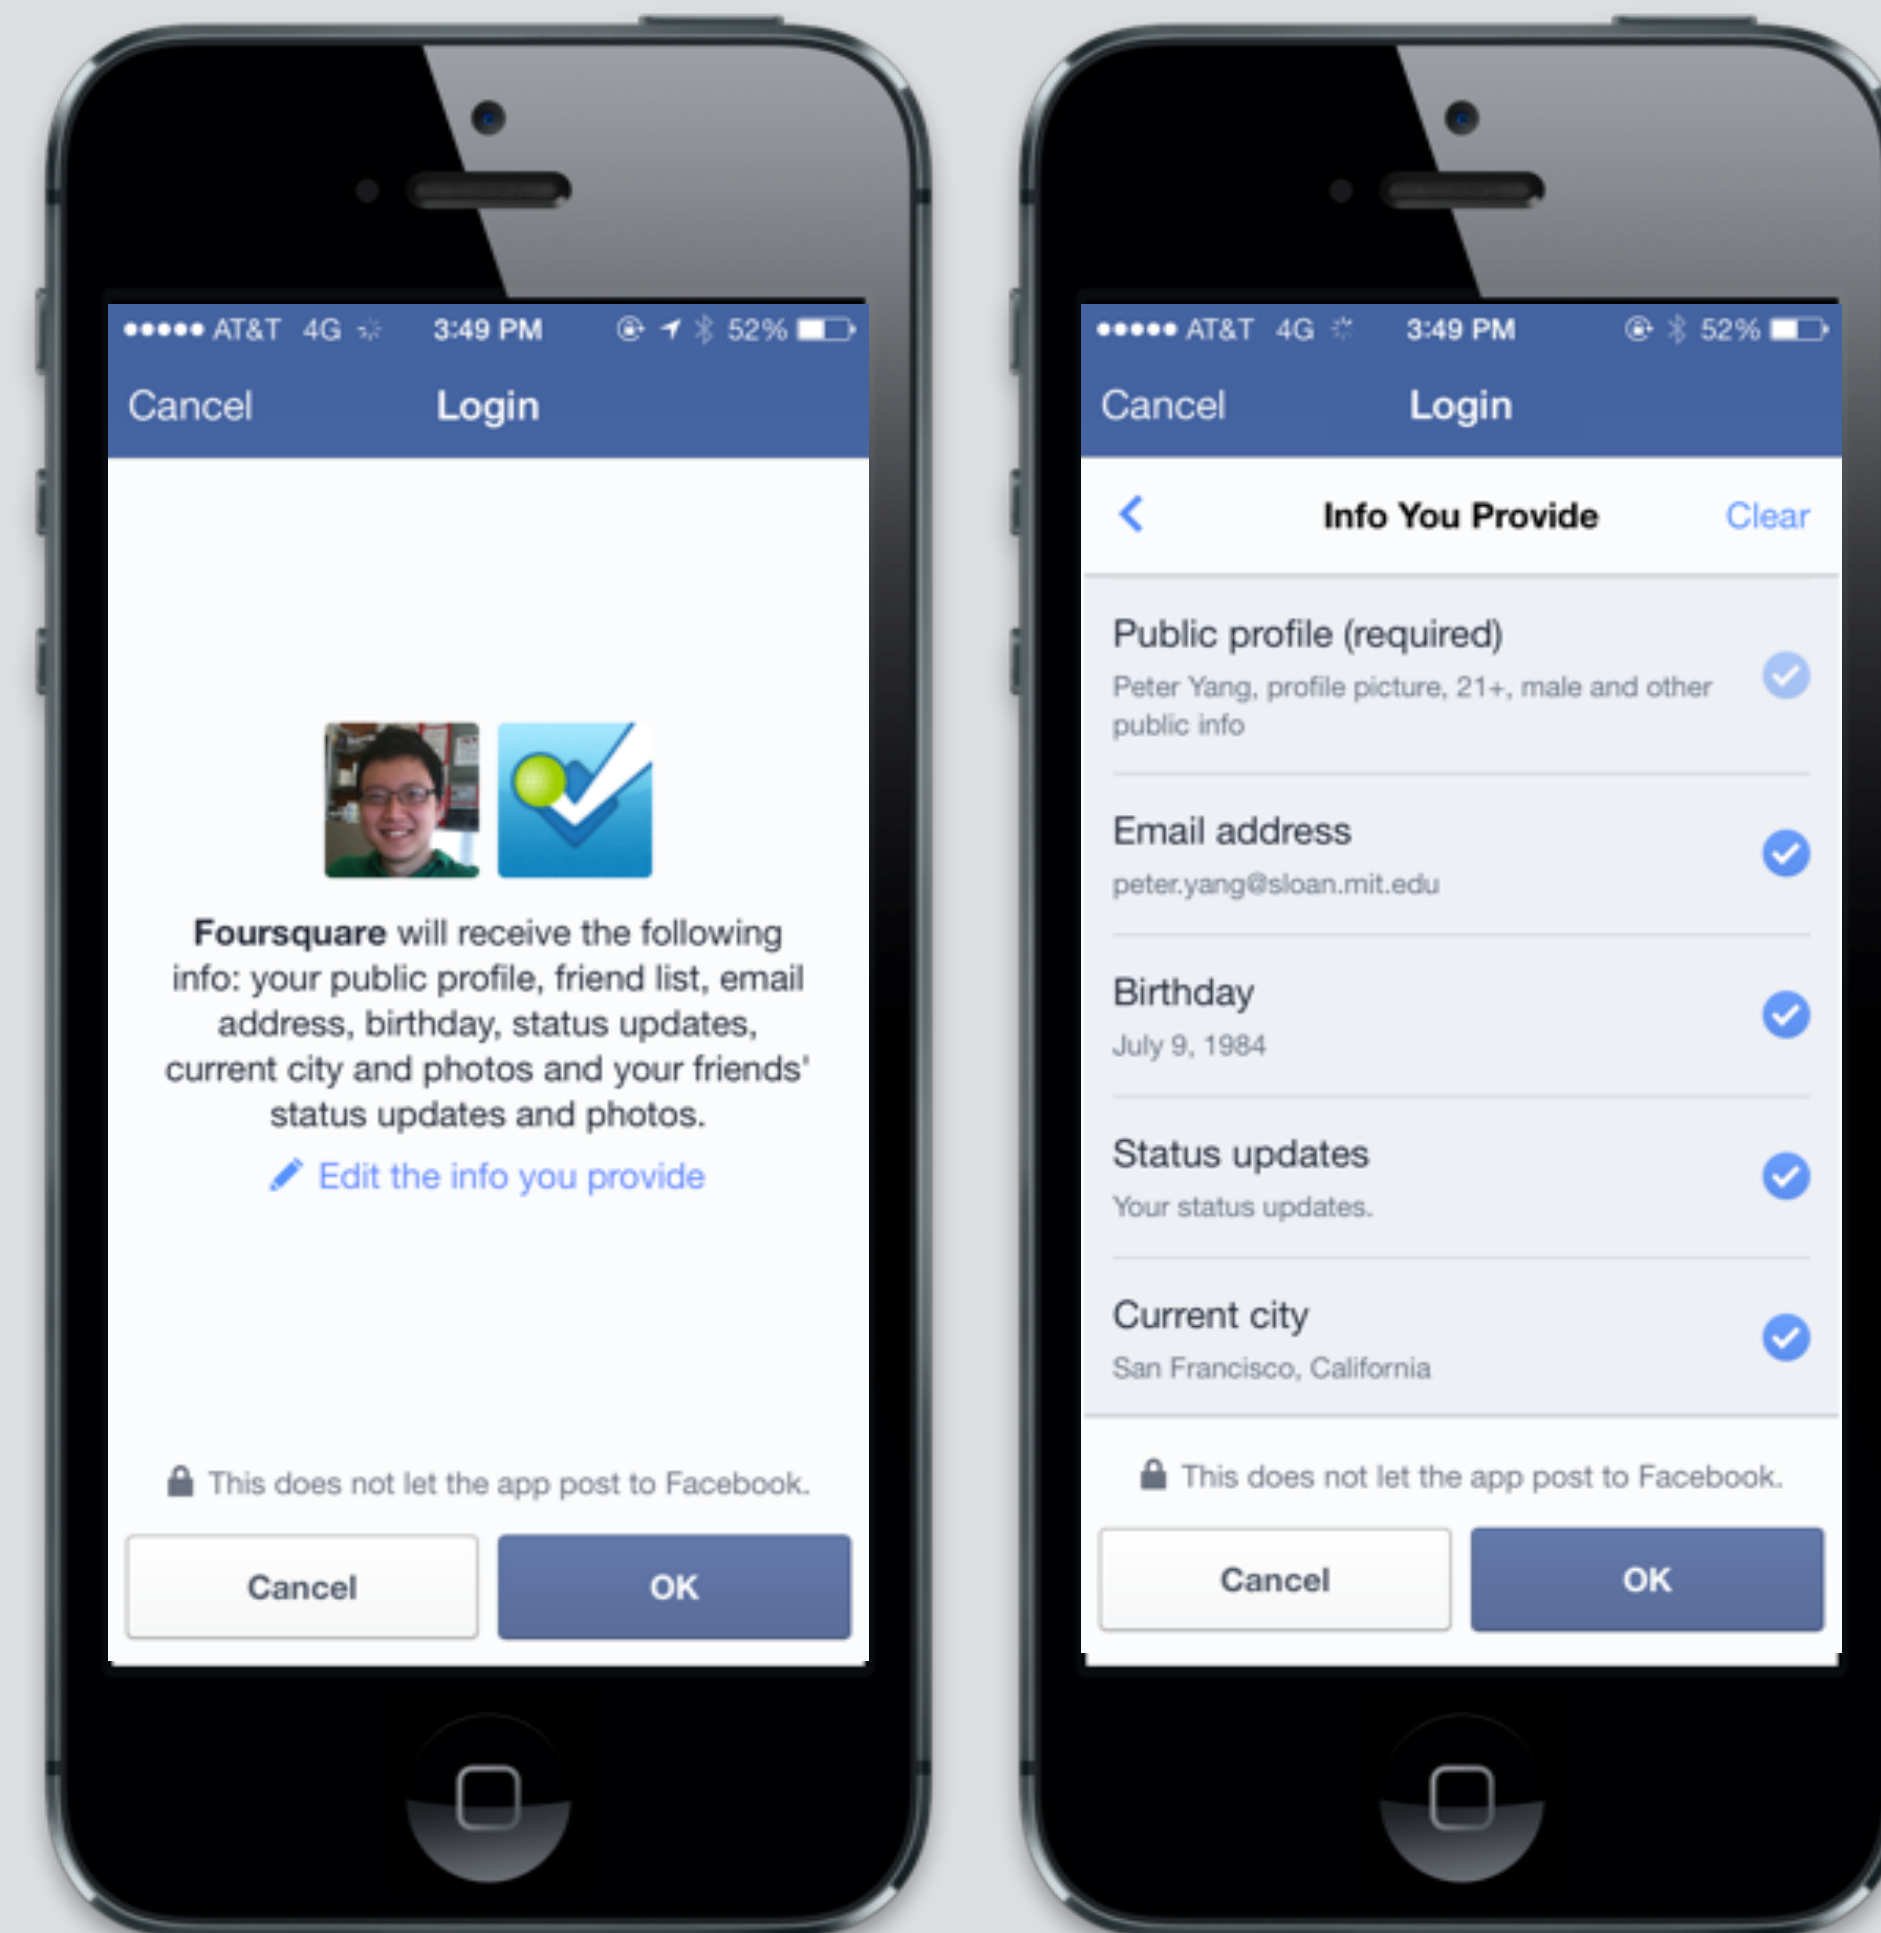 AT&T 4G 3:49 PM 52%
Cancel Login
Foursquare will receive the following
info: your public profile, friend list, email
address, birthday, status updates,
current city and photos and your friends'
status updates and photos.
Edit the info you provide
This does not let the app post to Facebook.
Cancel OK
AT&T 4G 3:49 PM 52%
Cancel Login
Info You Provide Clear
Public profile (required)
Peter Yang, profile picture, 21+, male and other
public info
Email address
peter.yang@sloan.mit.edu
Birthday
July 9, 1984
Status updates
Your status updates.
Current city
San Francisco, California
This does not let the app post to Facebook.
Cancel OK